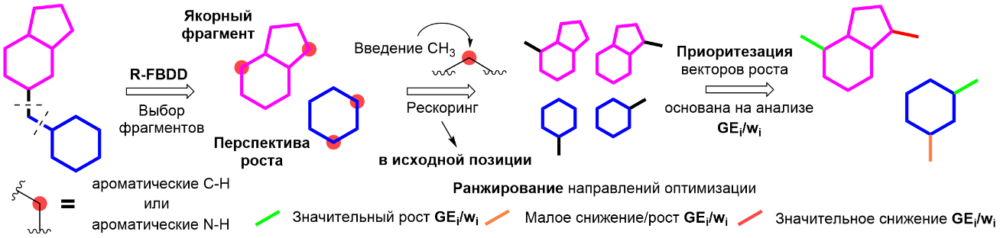 R-FBDD
Выбор
фрагментов
Якорный
фрагмент
Перспектива
роста
Введение CH3
Рескоринг
в исходной позиции
Приоритезация
векторов роста
основана на анализе
GEi/wi
ароматические C-H
или
ароматические N-H
=
Ранжирование направлений оптимизации
Значительный рост GEi/wi
Малое снижение/рост GEi/wi
Значительное снижение GEi/wi